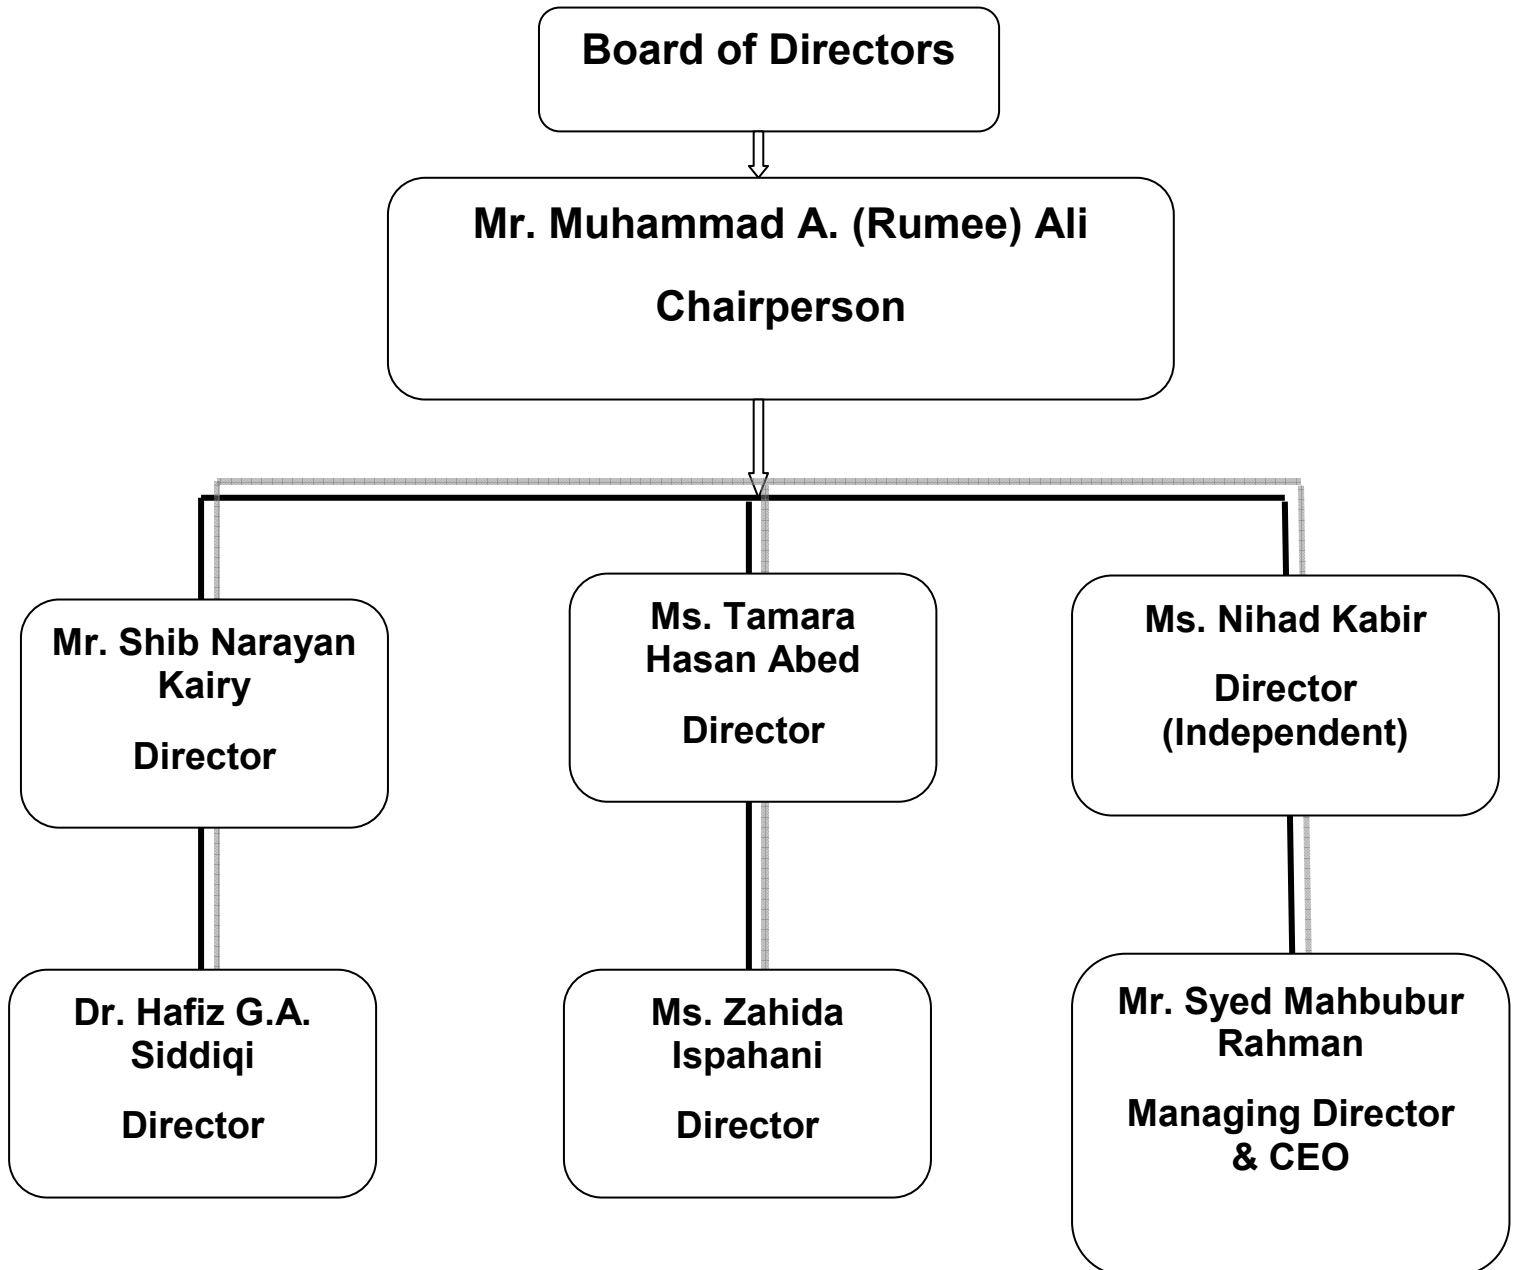 Board of Directors
Mr. Muhammad A. (Rumee) Ali
Chairperson
Mr. Shib Narayan
Kairy
Director
Ms. Tamara
Hasan Abed
Director
Ms. Nihad Kabir
Director
(Independent)
Dr. Hafiz G.A.
Siddiqi
Director
Ms. Zahida
Ispahani
Director
Mr. Syed Mahbubur
Rahman
Managing Director
& CEO